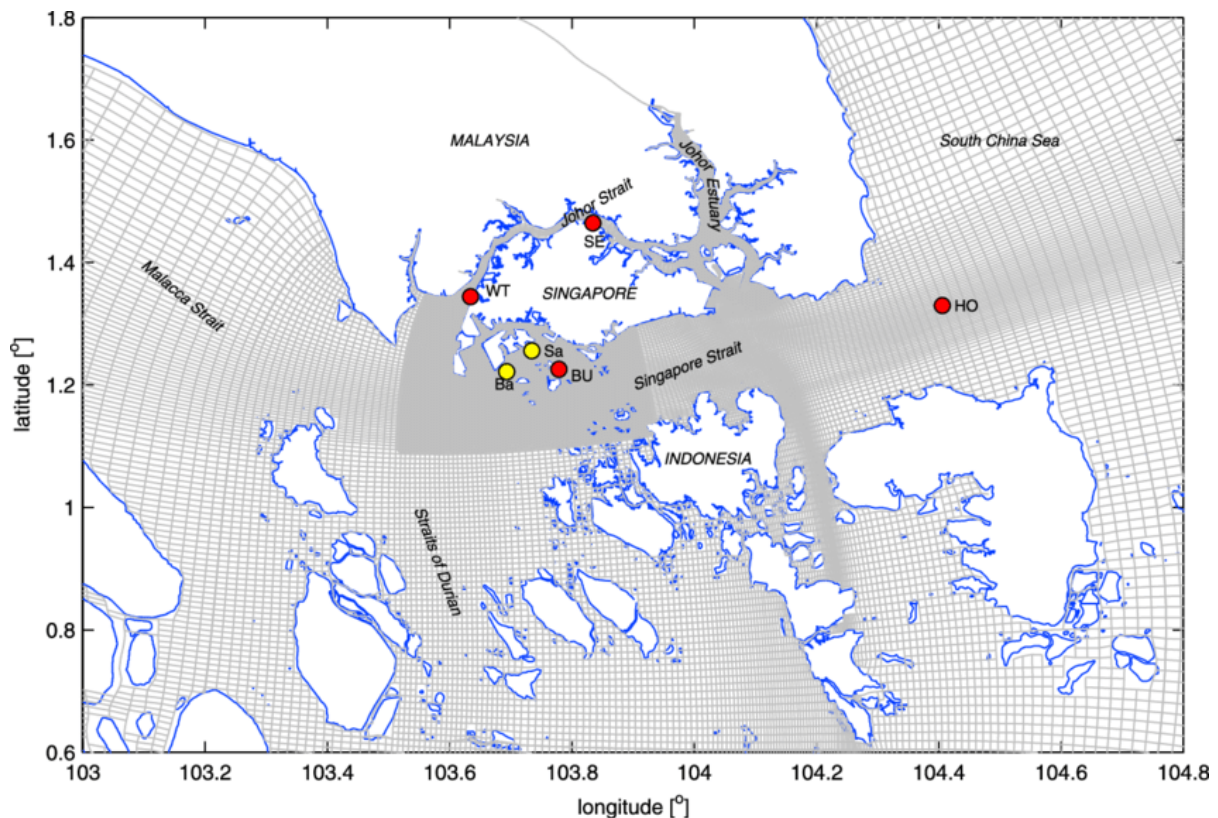 1.8
1.6
1.4
1.2
1
0.8
0.6
latitude [°]
MALAYSIA
South China Sea
Johor Estuary
Johor Strait
SE
Malacca Strait
WT
SINGAPORE
HO
Sa
BU
Ba
Singapore Strait
INDONESIA
Straits of Durian
103
103.2
103.4
103.6
103.8
104
104.2
104.4
104.6
104.8
longitude [°]